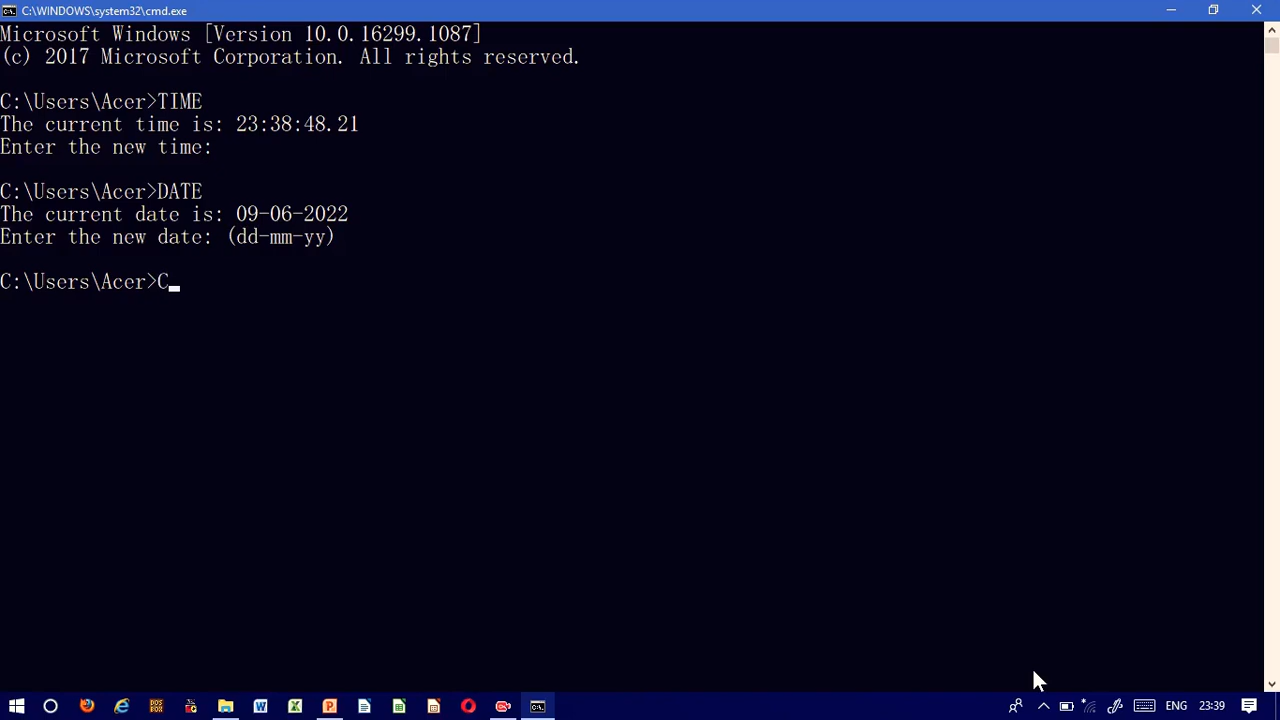 C:\WINDOWS\system32\cmd.exe
Microsoft Windows [Version 10.0.16299.1087]
(c) 2017 Microsoft Corporation. All rights reserved.
C:\Users\Acer>TIME
The current time is: 23:38:48.21
Enter the new time:
C:\Users\Acer>DATE
The current date is: 09-06-2022
Enter the new date: (dd-mm-yy)
C:\Users\Acer>C_
ENG 23:39